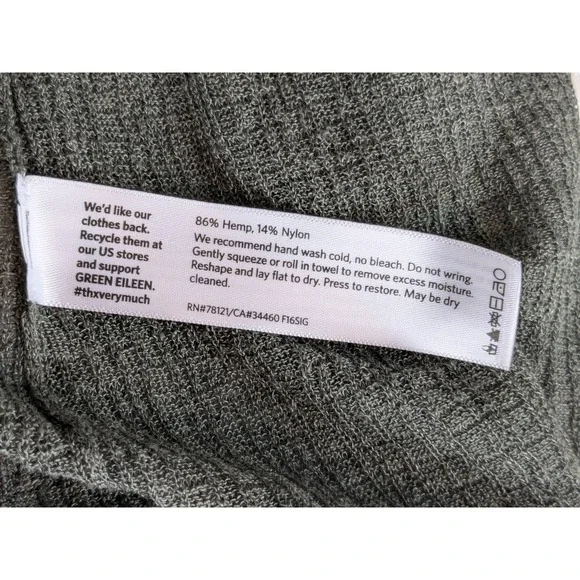 We'd like our
clothes back.
Recycle them at
our US stores
and support
GREEN EILEEN.
#thxverymuch
86% Hemp, 14% Nylon
We recommend hand wash cold, no bleach. Do not wring.
Gently squeeze or roll in towel to remove excess moisture.
Reshape and lay flat to dry. Press to restore. May be dry
cleaned.
RN#78121/CA#34460 F16SIG